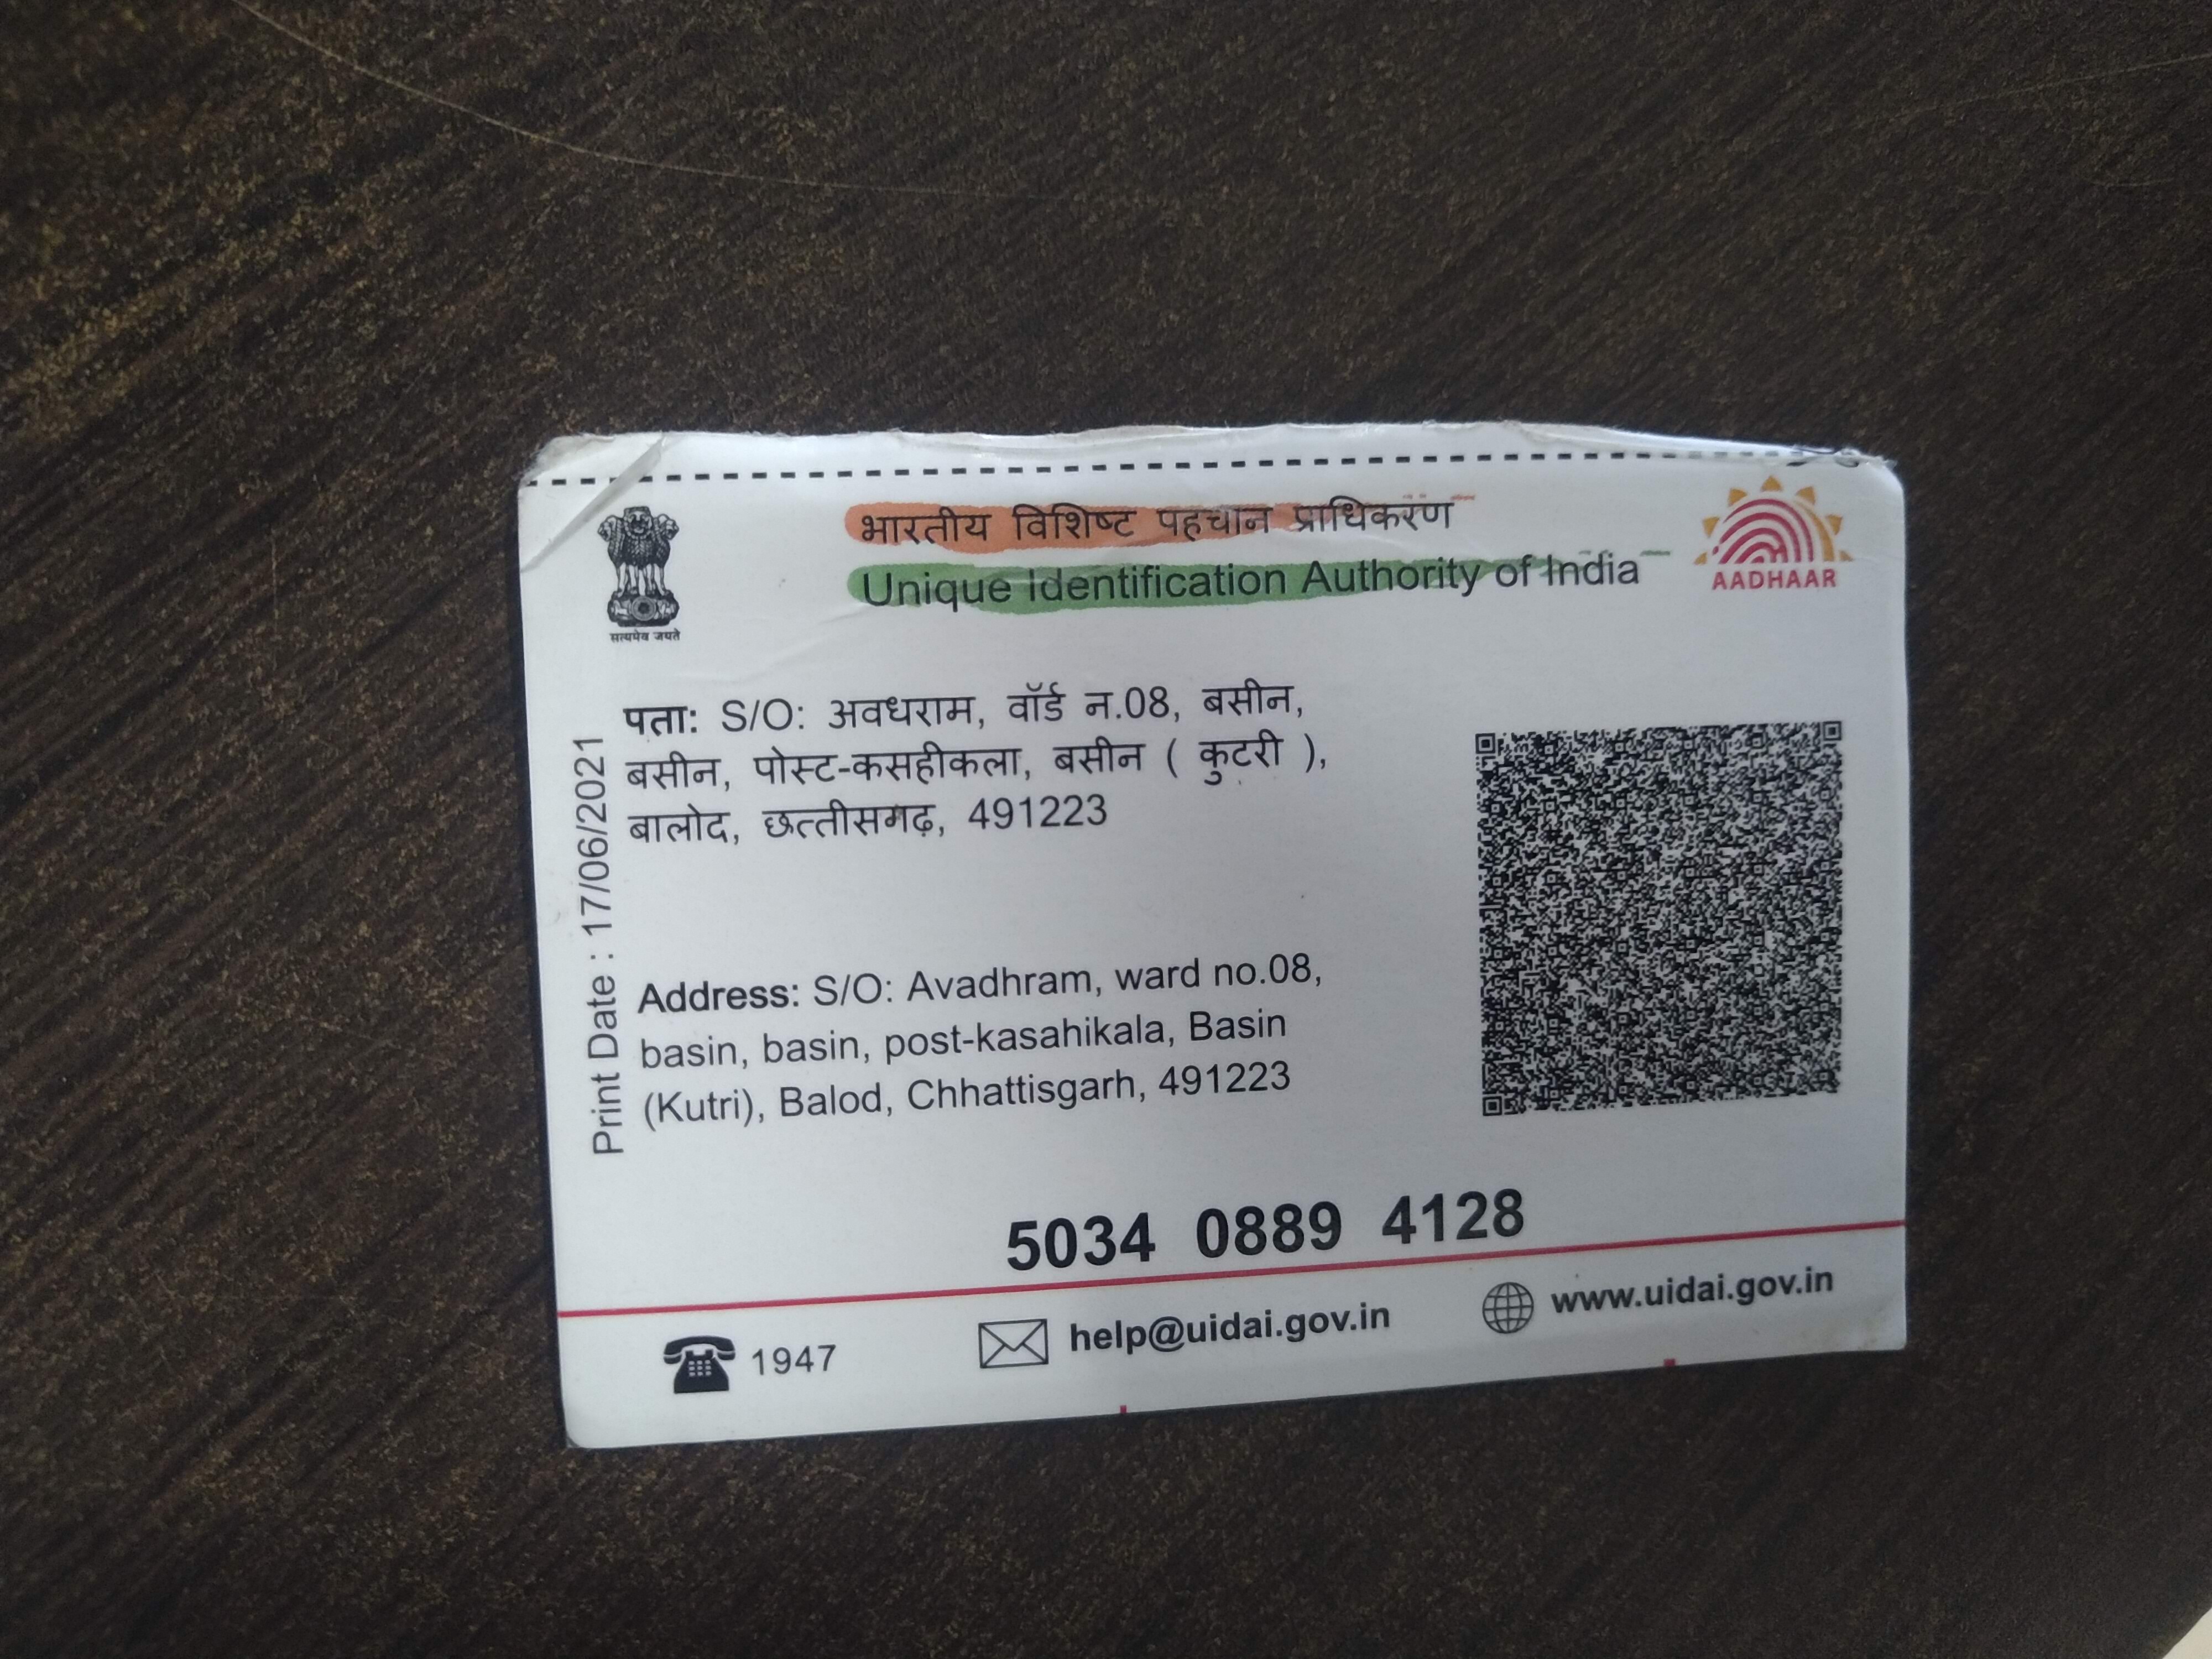 भारतीय विशिष्ट पहचान प्राधिकरण
Unique Identification Authority of India
AADHAAR
सत्यमेव जयते
Print Date : 17/06/2021
पता: S/O: अवधराम, वॉर्ड न.08, बसीन,
बसीन, पोस्ट-कसहीकला, बसीन ( कुटरी ),
बालोद, छत्तीसगढ़, 491223
Address: S/O: Avadhram, ward no.08,
basin, basin, post-kasahikala, Basin
(Kutri), Balod, Chhattisgarh, 491223
5034 0889 4128
1947
help@uidai.gov.in
www.uidai.gov.in